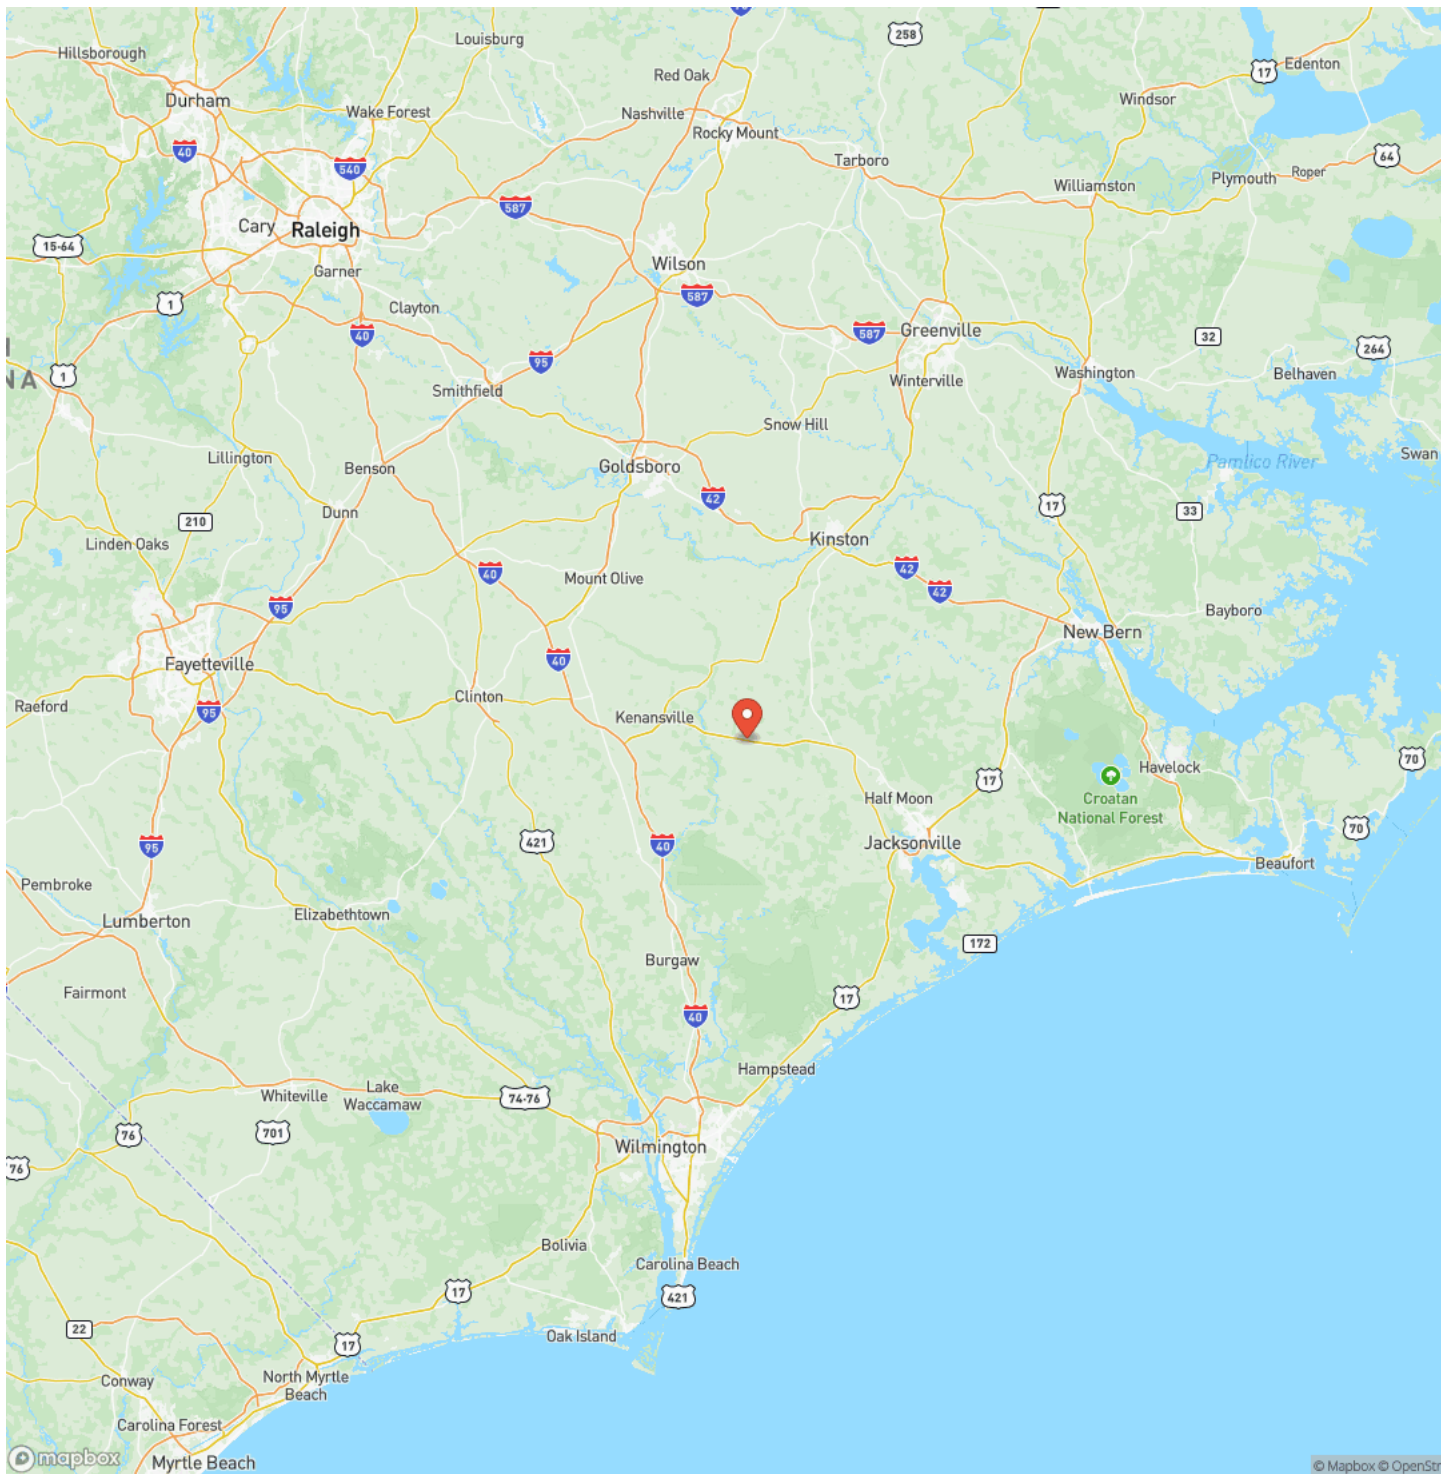 Hillsborough
Louisburg
258
Edenton
17
Red Oak
Durham
Wake Forest
Nashville
Windsor
Rocky Mount
40
540
Tarboro
64
Williamston
Plymouth
Roper
587
Cary
Raleigh
15-64
Wilson
Garner
587
1
Clayton
40
587
Greenville
32
264
95
NA
1
Smithfield
Winterville
Washington
Belhaven
Snow Hill
Lillington
Benson
Goldsboro
Pamlico River
Swan
42
17
33
Dunn
210
Linden Oaks
Kinston
40
Mount Olive
42
42
95
Bayboro
New Bern
40
Fayetteville
Clinton
Raeford
95
Kenansville
70
Havelock
17
Croatan
National Forest
Half Moon
70
421
40
95
Jacksonville
Beaufort
Pembroke
Lumberton
Elizabethtown
172
Burgaw
Fairmont
17
40
Hampstead
Whiteville
Lake
Waccamaw
74-76
76
701
Wilmington
76
Bolivia
Carolina Beach
17
421
22
17
Oak Island
Conway
North Myrtle
Beach
Carolina Forest
mapbox
Myrtle Beach
© Mapbox © OpenStr